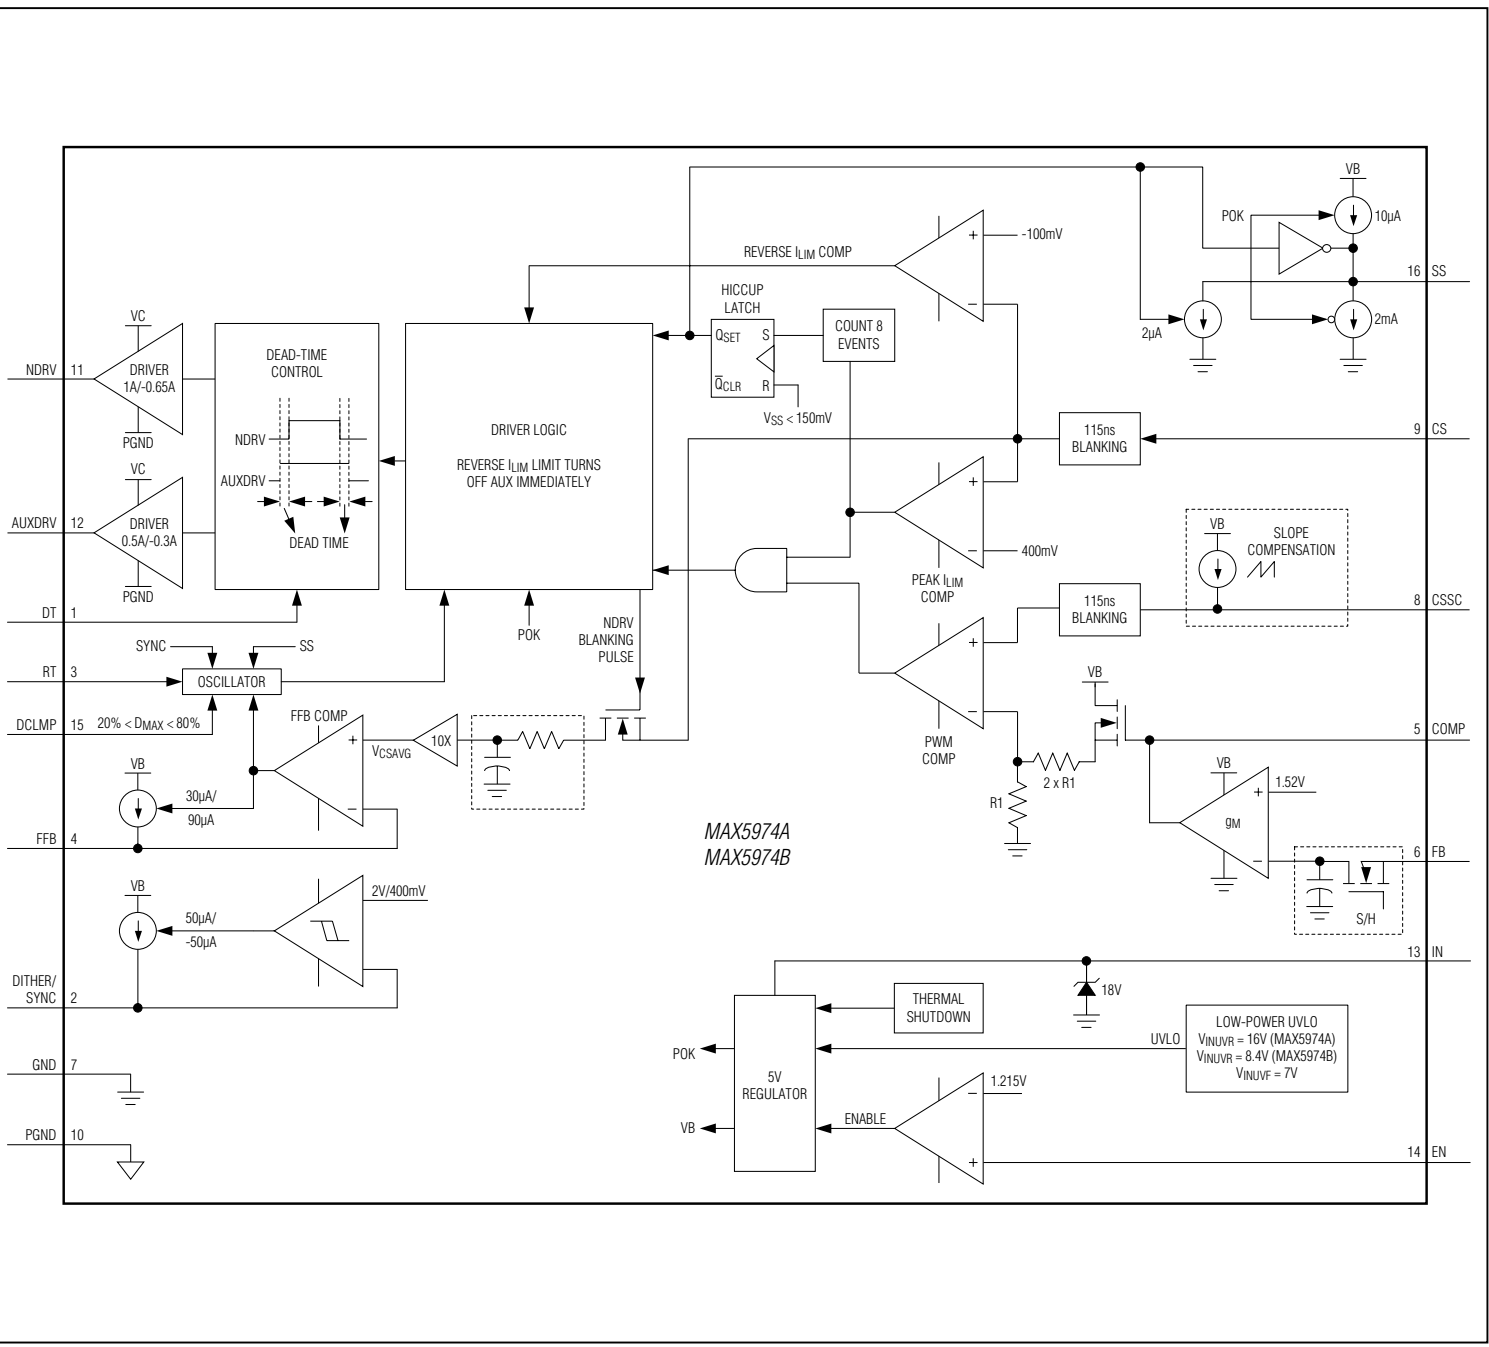 VB
POK
10µA
-100mV
REVERSE ILIM COMP
16 SS
HICCUP
LATCH
VC
COUNT 8
EVENTS
QSET
S
2µA
2mA
DEAD-TIME
CONTROL
NDRV 11
DRIVER
1A/-0.65A
Q̅CLR
R
VSS < 150mV
PGND
NDRV
DRIVER LOGIC
115ns
BLANKING
9 CS
VC
REVERSE ILIM LIMIT TURNS
OFF AUX IMMEDIATELY
AUXDRV
AUXDRV 12
DRIVER
0.5A/-0.3A
DEAD TIME
VB
SLOPE
COMPENSATION
400mV
PEAK ILIM
COMP
PGND
115ns
BLANKING
8 CSSC
DT 1
POK
NDRV
BLANKING
PULSE
SYNC
SS
RT 3
OSCILLATOR
VB
DCLMP 15
20% < DMAX < 80%
FFB COMP
VCSAVG
10X
PWM
COMP
5 COMP
VB
30µA/
90µA
2 x R1
R1
VB
1.52V
gM
FFB 4
MAX5974A
MAX5974B
6 FB
S/H
VB
2V/400mV
50µA/
-50µA
13 IN
DITHER/
SYNC 2
18V
THERMAL
SHUTDOWN
LOW-POWER UVLO
VINUVR = 16V (MAX5974A)
VINUVR = 8.4V (MAX5974B)
VINUVF = 7V
UVLO
POK
GND 7
5V
REGULATOR
1.215V
ENABLE
VB
PGND 10
14 EN